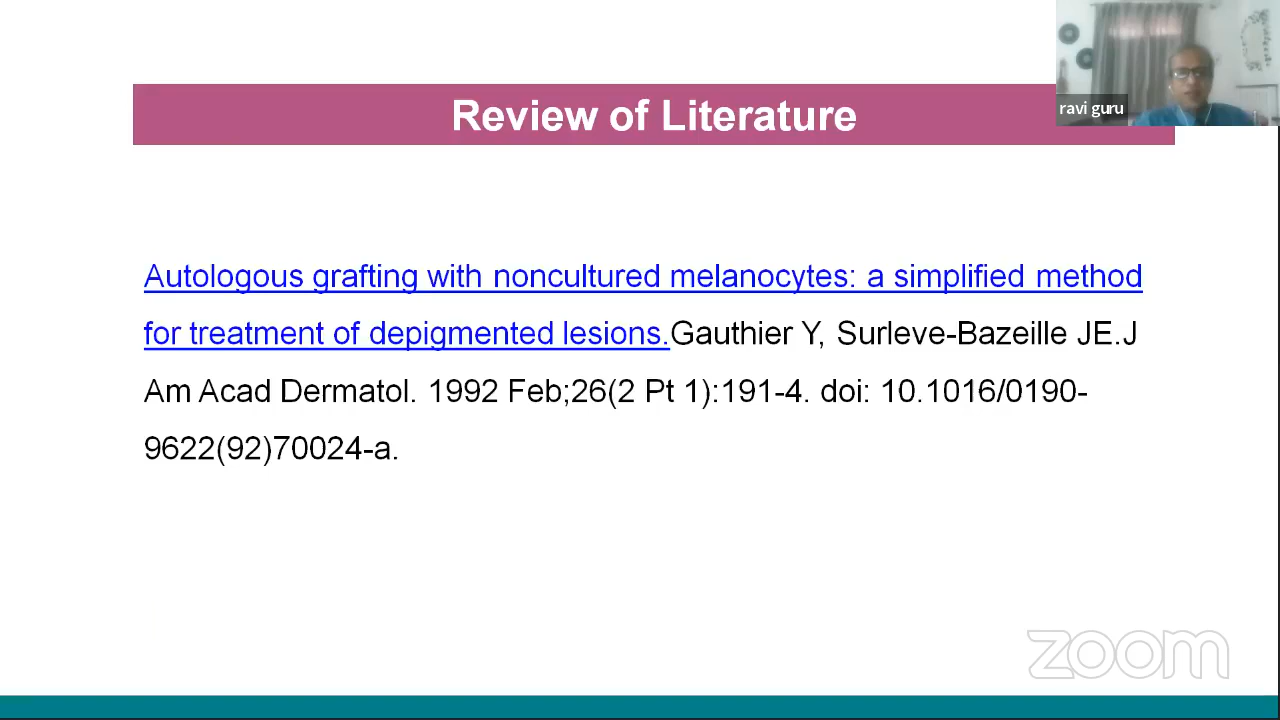 Review of Literature
ravi guru
Autologous grafting with noncultured melanocytes: a simplified method
for treatment of depigmented lesions.Gauthier Y, Surleve-Bazeille JE.J
Am Acad Dermatol. 1992 Feb;26(2 Pt 1):191-4. doi: 10.1016/0190-
9622(92)70024-a.
zoom